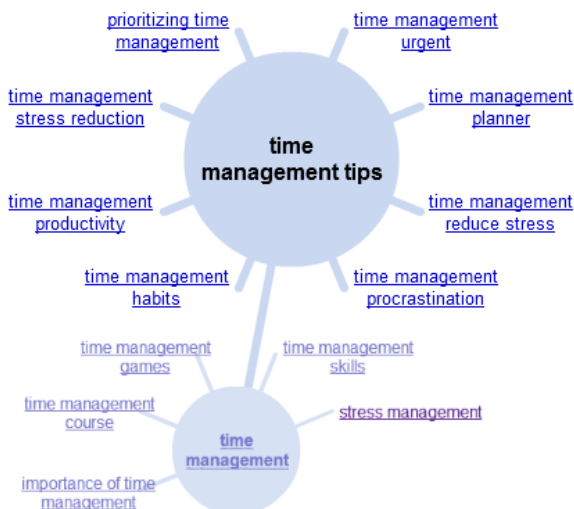 prioritizing time
management
time management
urgent
time management
stress reduction
time management
planner
time
management tips
time management
productivity
time management
reduce stress
time management
habits
time management
procrastination
time management
games
time management
skills
time management
course
stress management
time
management
importance of time
management